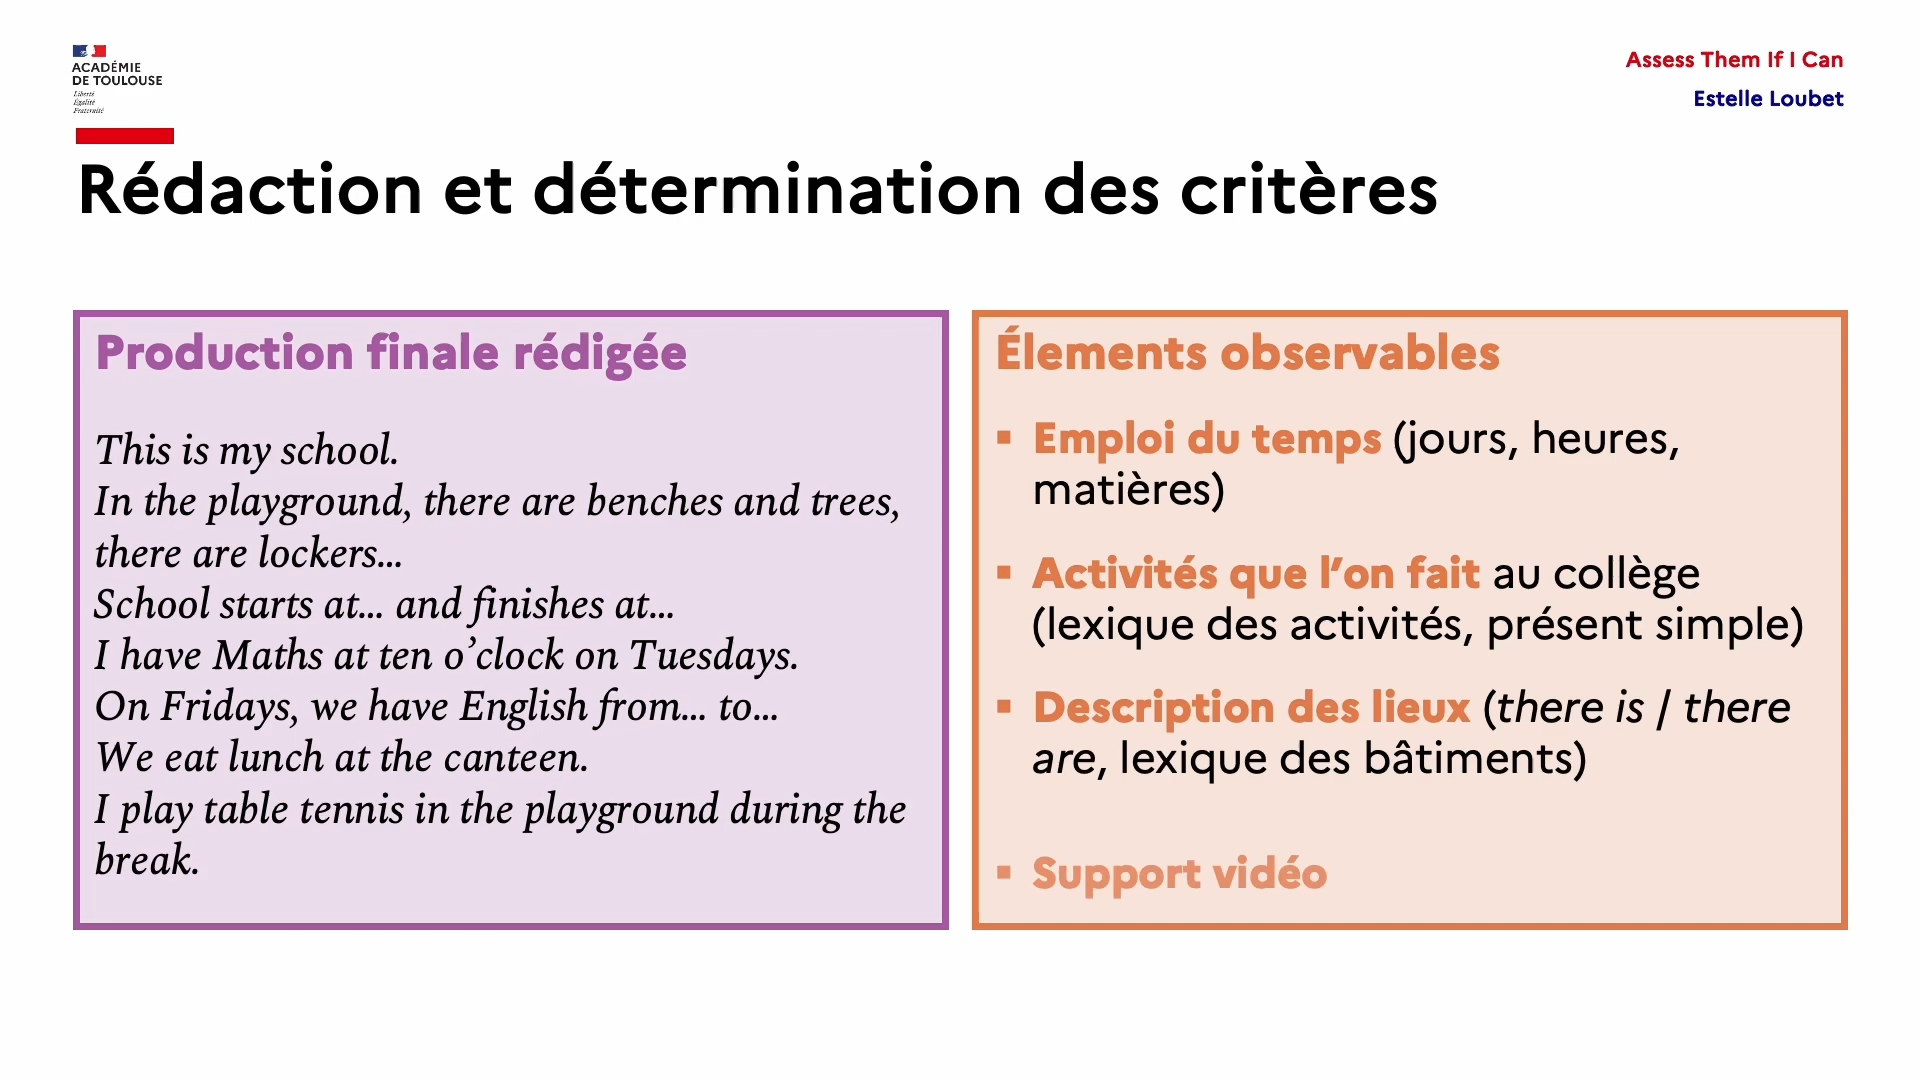 ACADÉMIE
DE TOULOUSE
Liberté
Égalité
Fraternité
Assess Them If I Can
Estelle Loubet
Rédaction et détermination des critères
Production finale rédigée
This is my school.
In the playground, there are benches and trees,
there are lockers...
School starts at... and finishes at...
I have Maths at ten o’clock on Tuesdays.
On Fridays, we have English from... to...
We eat lunch at the canteen.
I play table tennis in the playground during the
break.
Élements observables
▪ Emploi du temps (jours, heures,
matières)
▪ Activités que l’on fait au collège
(lexique des activités, présent simple)
▪ Description des lieux (there is / there
are, lexique des bâtiments)
▪ Support vidéo